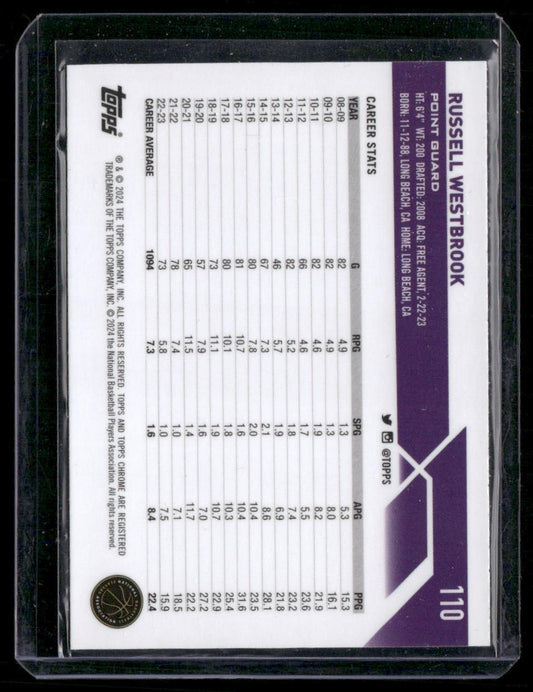 RUSSELL WESTBROOK 110
POINT GUARD
HT: 6'4" WT: 200 DRAFTED: 2008 ACQ: FREE AGENT, 2-22-23
BORN: 11-12-88, LONG BEACH, CA HOME: LONG BEACH, CA
@TOPPS
CAREER STATS
YEAR G RPG SPG APG PPG
08-09 82 4.9 1.3 5.3 15.3
09-10 82 4.9 1.3 8.0 16.1
10-11 82 4.6 1.9 8.2 21.9
11-12 66 4.6 1.7 5.5 23.6
12-13 82 5.2 1.8 7.4 23.2
13-14 46 5.7 1.9 6.9 21.8
14-15 67 7.3 2.1 8.6 28.1
15-16 80 7.8 2.0 10.4 23.5
16-17 81 10.7 1.6 10.4 31.6
17-18 80 10.1 1.8 10.3 25.4
18-19 73 11.1 1.9 10.7 22.9
19-20 57 7.9 1.6 7.0 27.2
20-21 65 11.5 1.4 11.7 22.2
21-22 78 7.4 1.0 7.1 18.5
22-23 73 5.8 1.0 7.5 15.9
CAREER AVERAGE 1094 7.3 1.6 8.4 22.4
topps
® & © 2024 THE TOPPS COMPANY, INC. ALL RIGHTS RESERVED. TOPPS AND TOPPS CHROME ARE REGISTERED
TRADEMARKS OF THE TOPPS COMPANY, INC. © 2024 the National Basketball Players Association. All rights reserved.